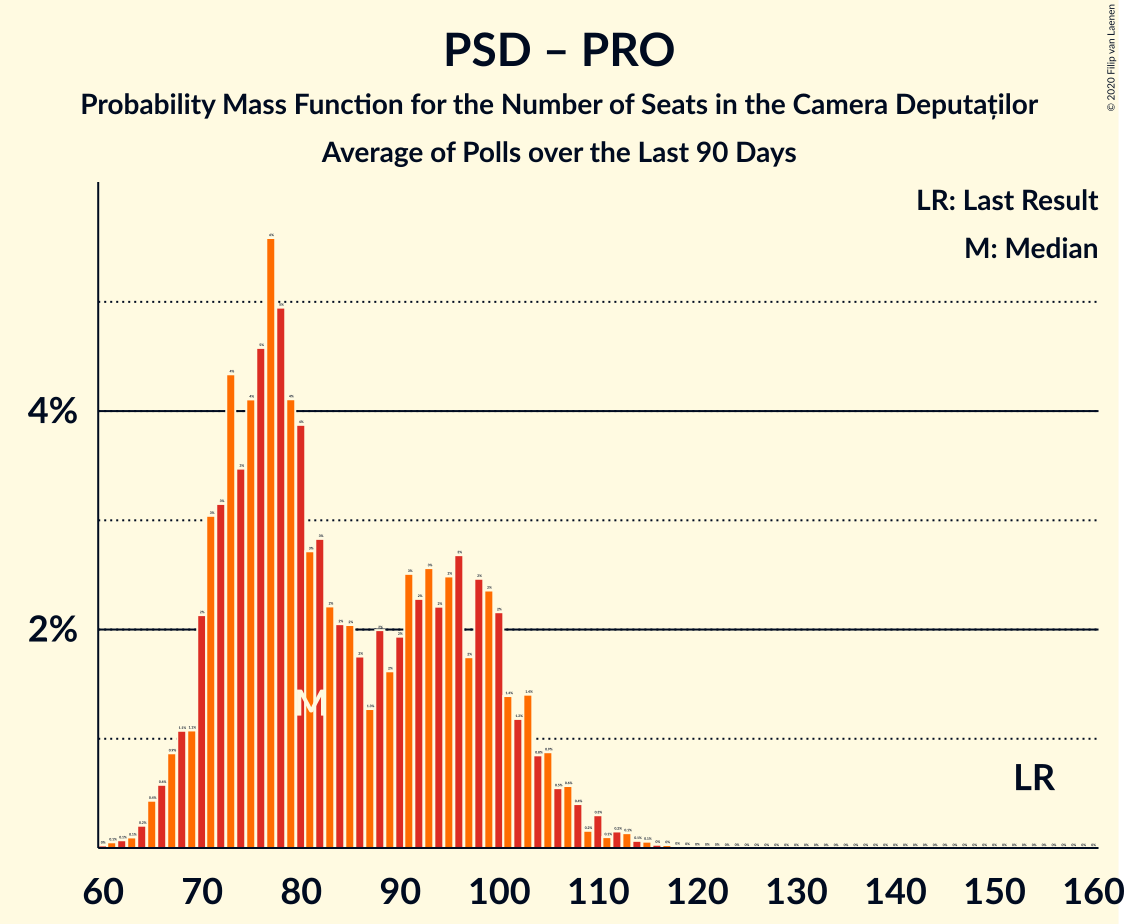 PSD – PRO
Probability Mass Function for the Number of Seats in the Camera Deputaților
Average of Polls over the Last 90 Days
© 2020 Filip van Laenen
LR: Last Result
M: Median
4%
2%
M
LR
60 70 80 90 100 110 120 130 140 150 160